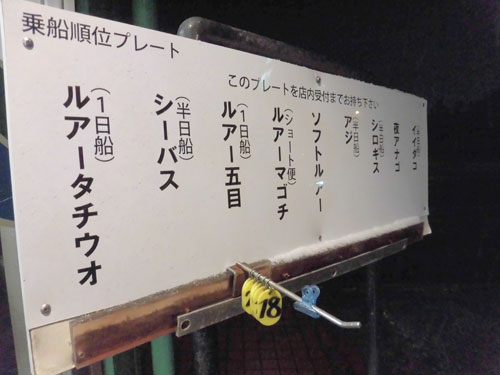 乗船順位プレート
このプレートを店内受付までお持ち下さい
(1日船)
ルアータチウオ
(半日船)
シーバス
(1日船)
ルアー五目
(ショート便)
ルアーマゴチ
ソフトルアー
(半日船)
アジ
(半日船)
シロギス
夜アナゴ
(半日船)
イイダコ
18